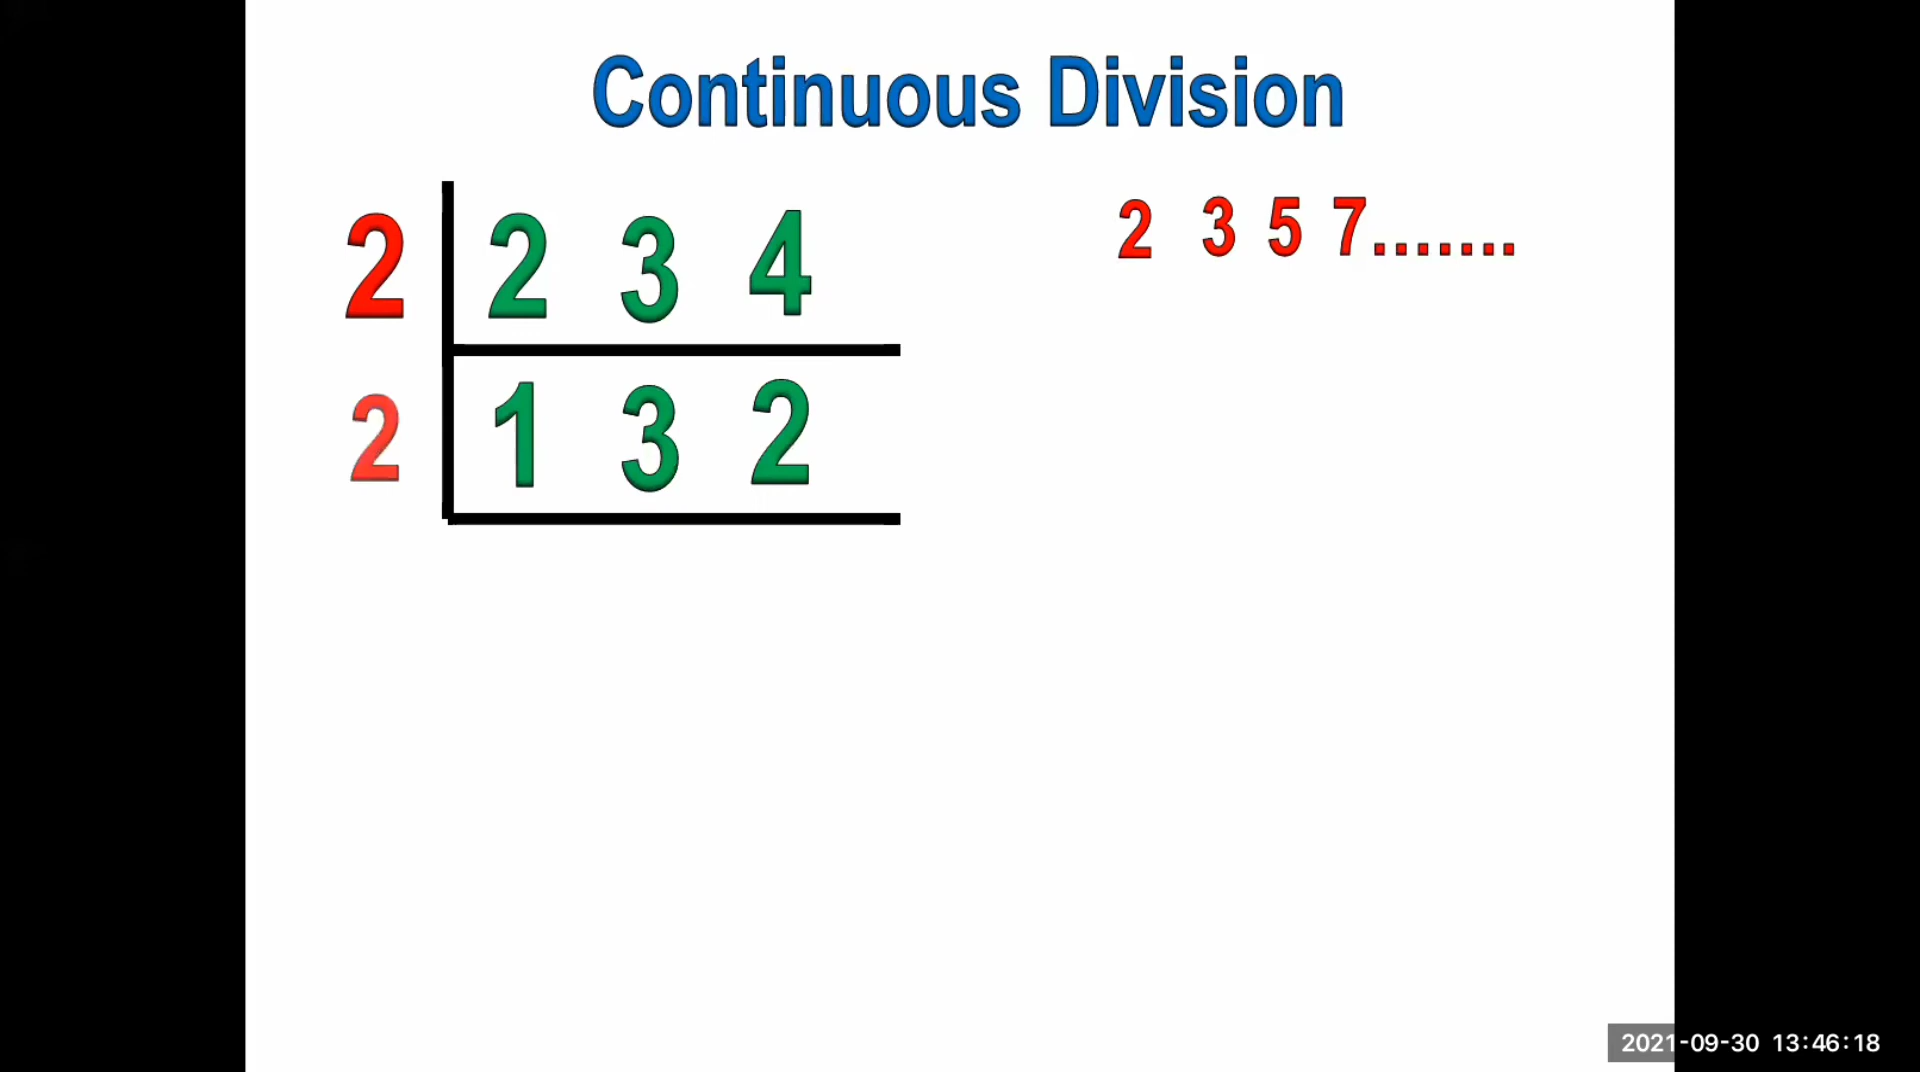 Continuous Division
2 2 3 4
2 3 5 7.......
2 1 3 2
2021-09-30 13:46:18